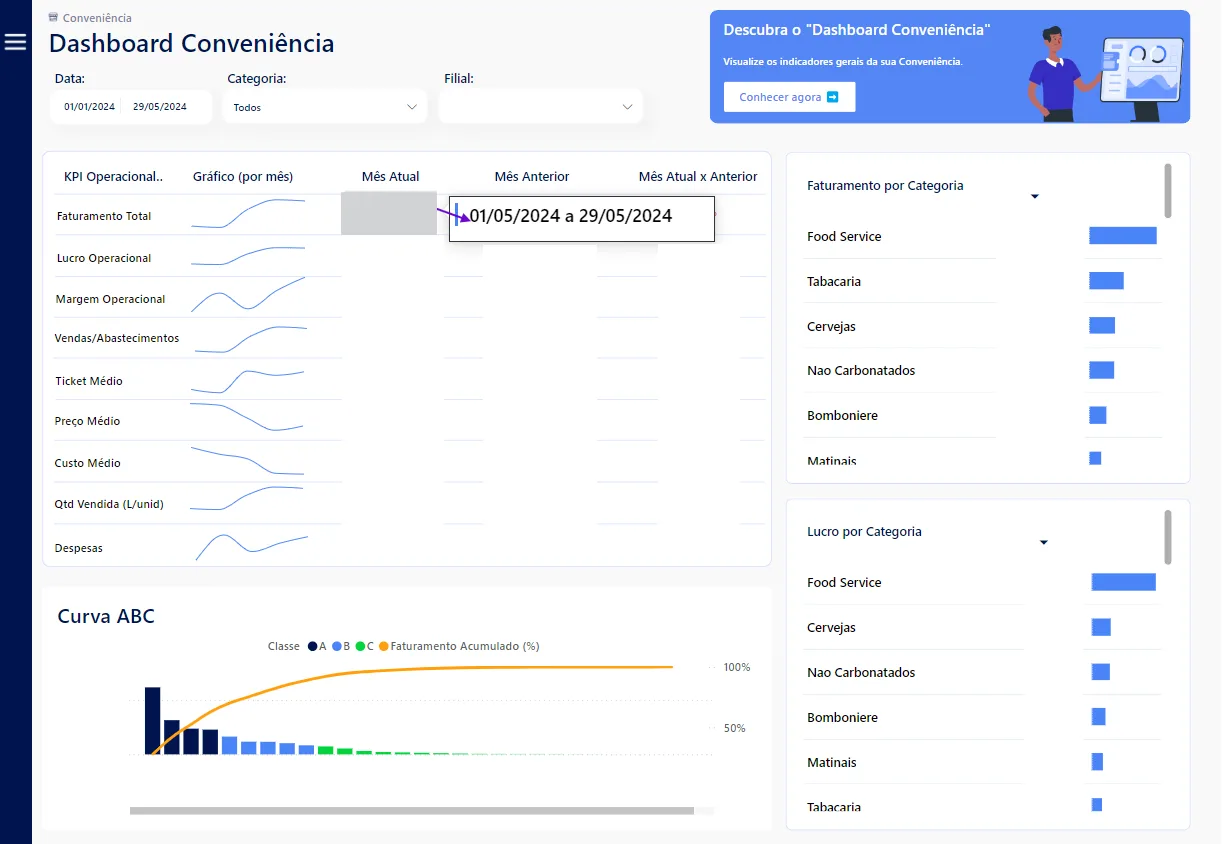 Conveniência
Dashboard Conveniência
Data:
Categoria:
Filial:
01/01/2024
29/05/2024
Todos
Descubra o "Dashboard Conveniência"
Visualize os indicadores gerais da sua Conveniência.
Conhecer agora
KPI Operacional..
Gráfico (por mês)
Mês Atual
Mês Anterior
Mês Atual x Anterior
Faturamento Total
01/05/2024 a 29/05/2024
Lucro Operacional
Margem Operacional
Vendas/Abastecimentos
Ticket Médio
Preço Médio
Custo Médio
Qtd Vendida (L/unid)
Despesas
Faturamento por Categoria
Food Service
Tabacaria
Cervejas
Nao Carbonatados
Bomboniere
Matinais
Curva ABC
Classe A B C Faturamento Acumulado (%)
100%
50%
Lucro por Categoria
Food Service
Cervejas
Nao Carbonatados
Bomboniere
Matinais
Tabacaria